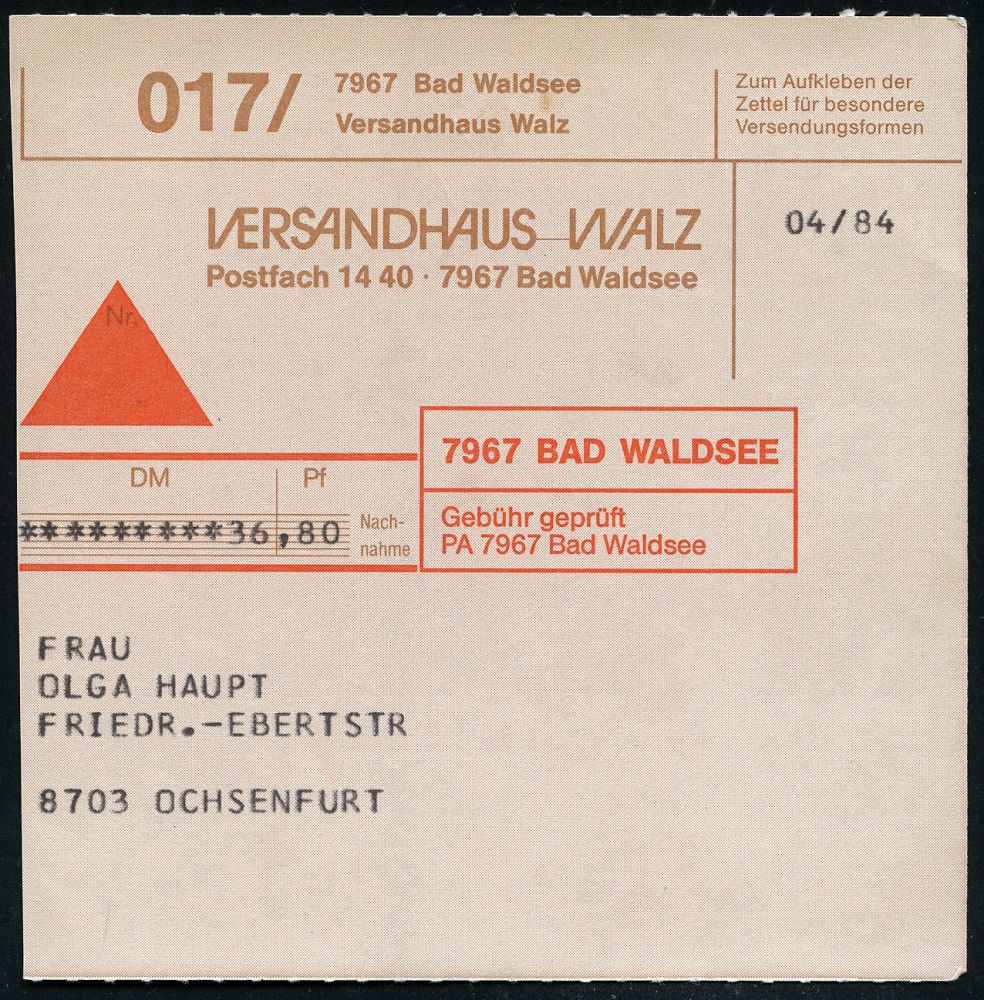 017/
7967 Bad Waldsee
Versandhaus Walz
Zum Aufkleben der
Zettel für besondere
Versendungsformen
VERSANDHAUS WALZ
Postfach 14 40 · 7967 Bad Waldsee
04/84
Nr.
7967 BAD WALDSEE
Gebühr geprüft
PA 7967 Bad Waldsee
DM Pf
*********36,80
Nach-
nahme
FRAU
OLGA HAUPT
FRIEDR.-EBERTSTR
8703 OCHSENFURT